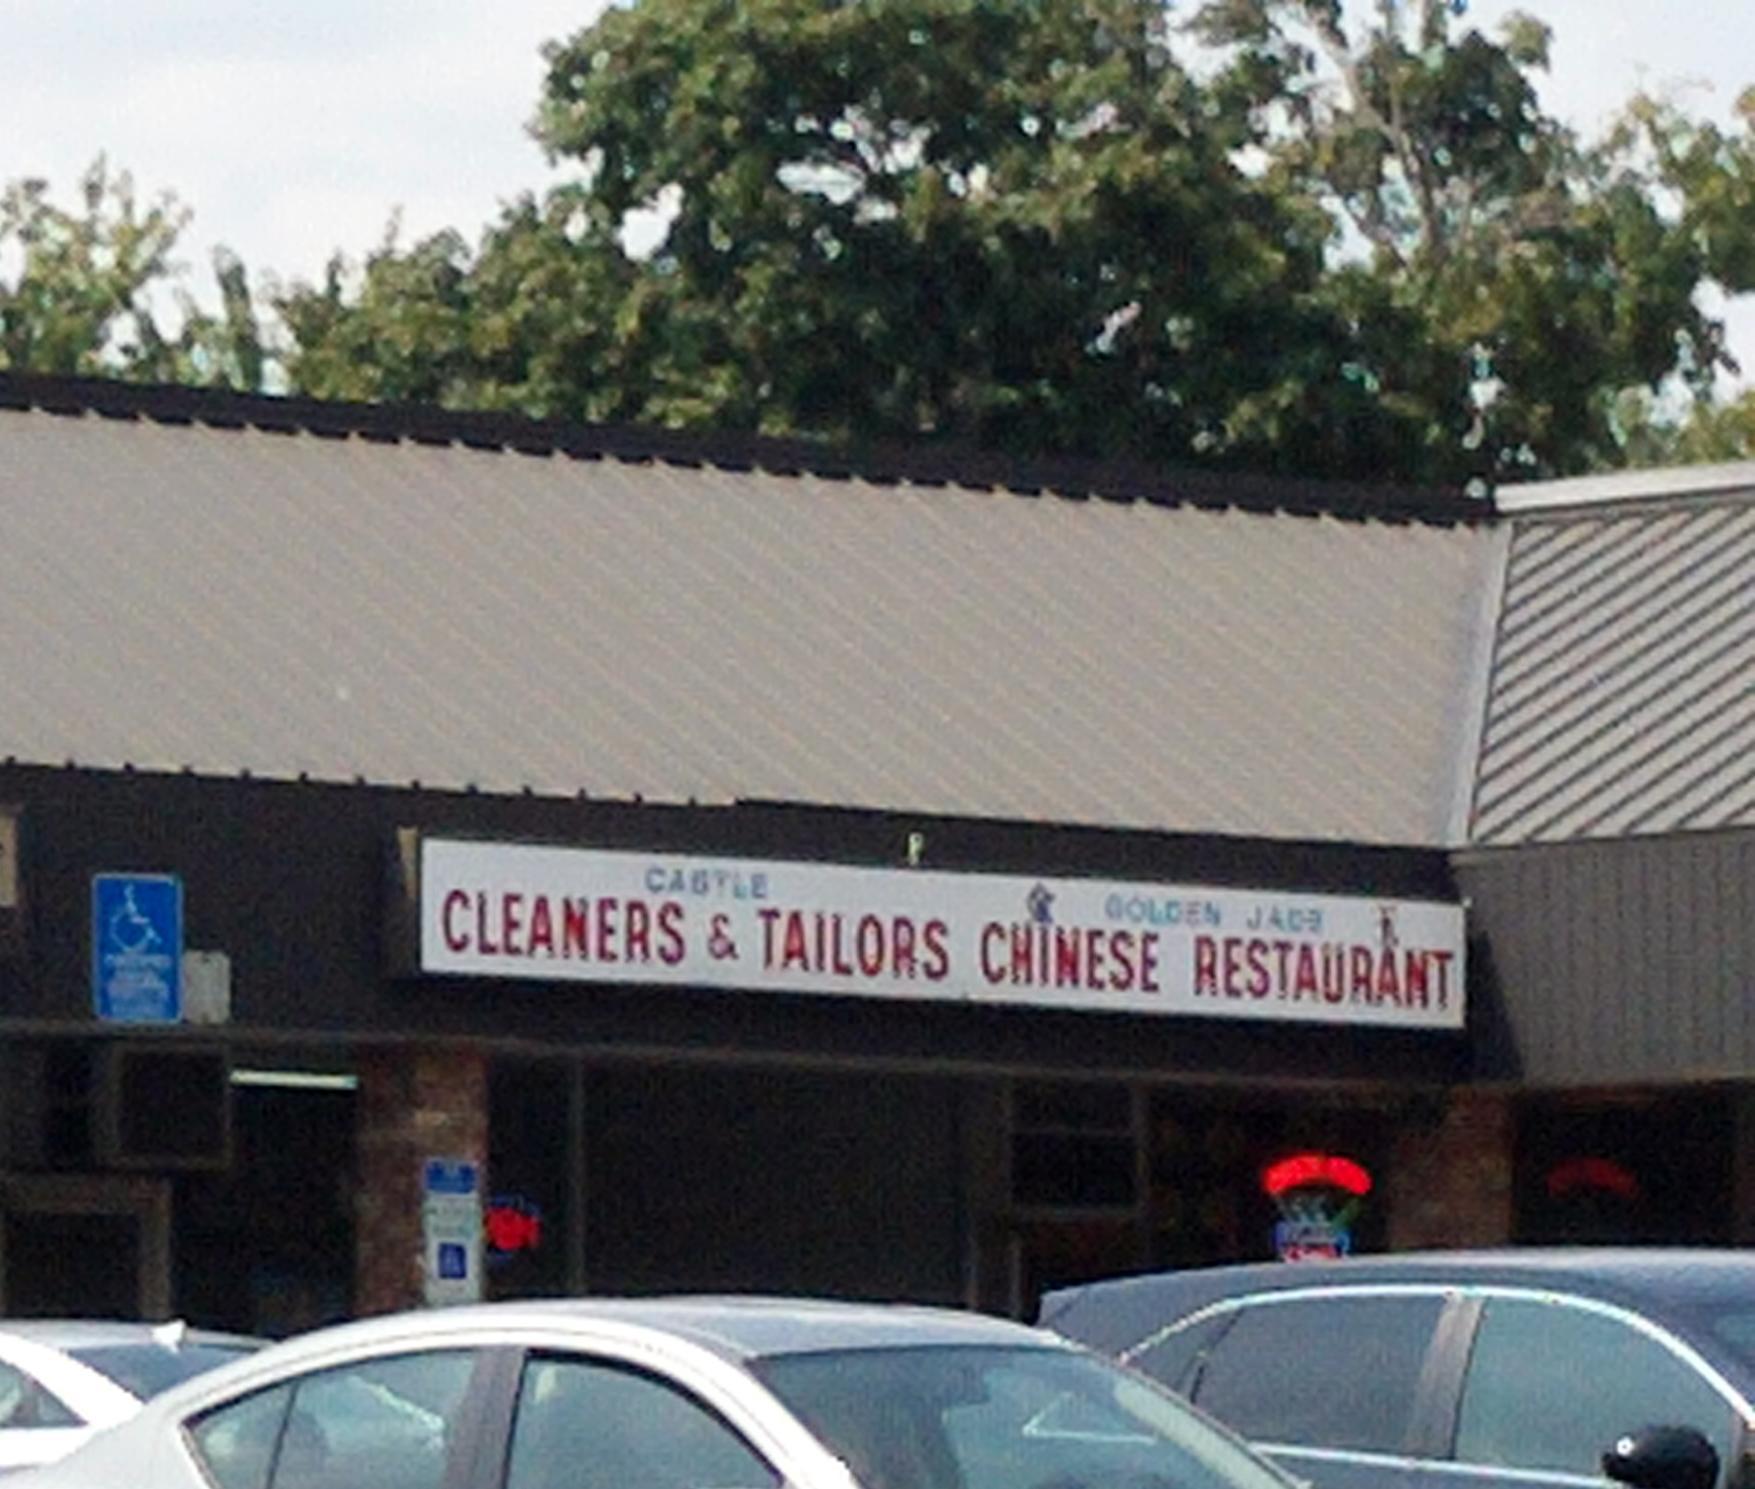 CASTLE
CLEANERS & TAILORS
GOLDEN JADE
CHINESE RESTAURANT